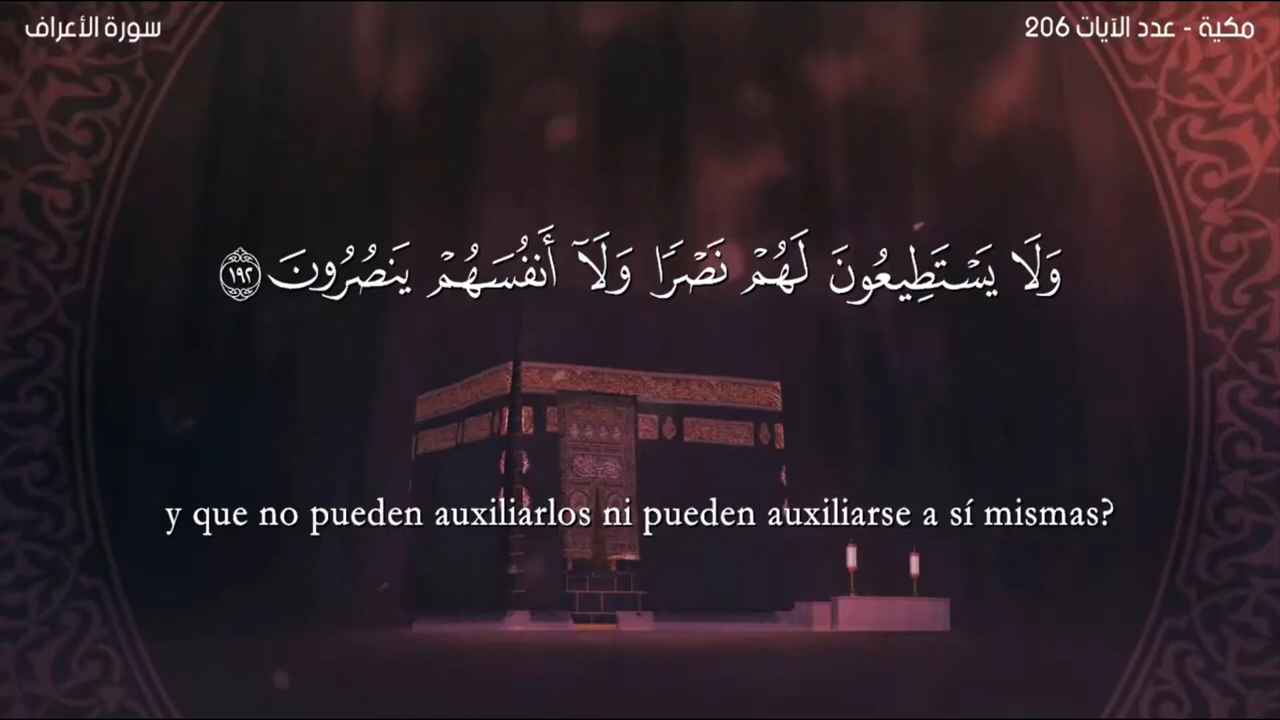 مكية - عدد الآيات 206
سورة الأعراف
وَلَا يَسْتَطِيعُونَ لَهُمْ نَصْرًا وَلَآ أَنفُسَهُمْ يَنصُرُونَ ١٩٢
y que no pueden auxiliarlos ni pueden auxiliarse a sí mismas?